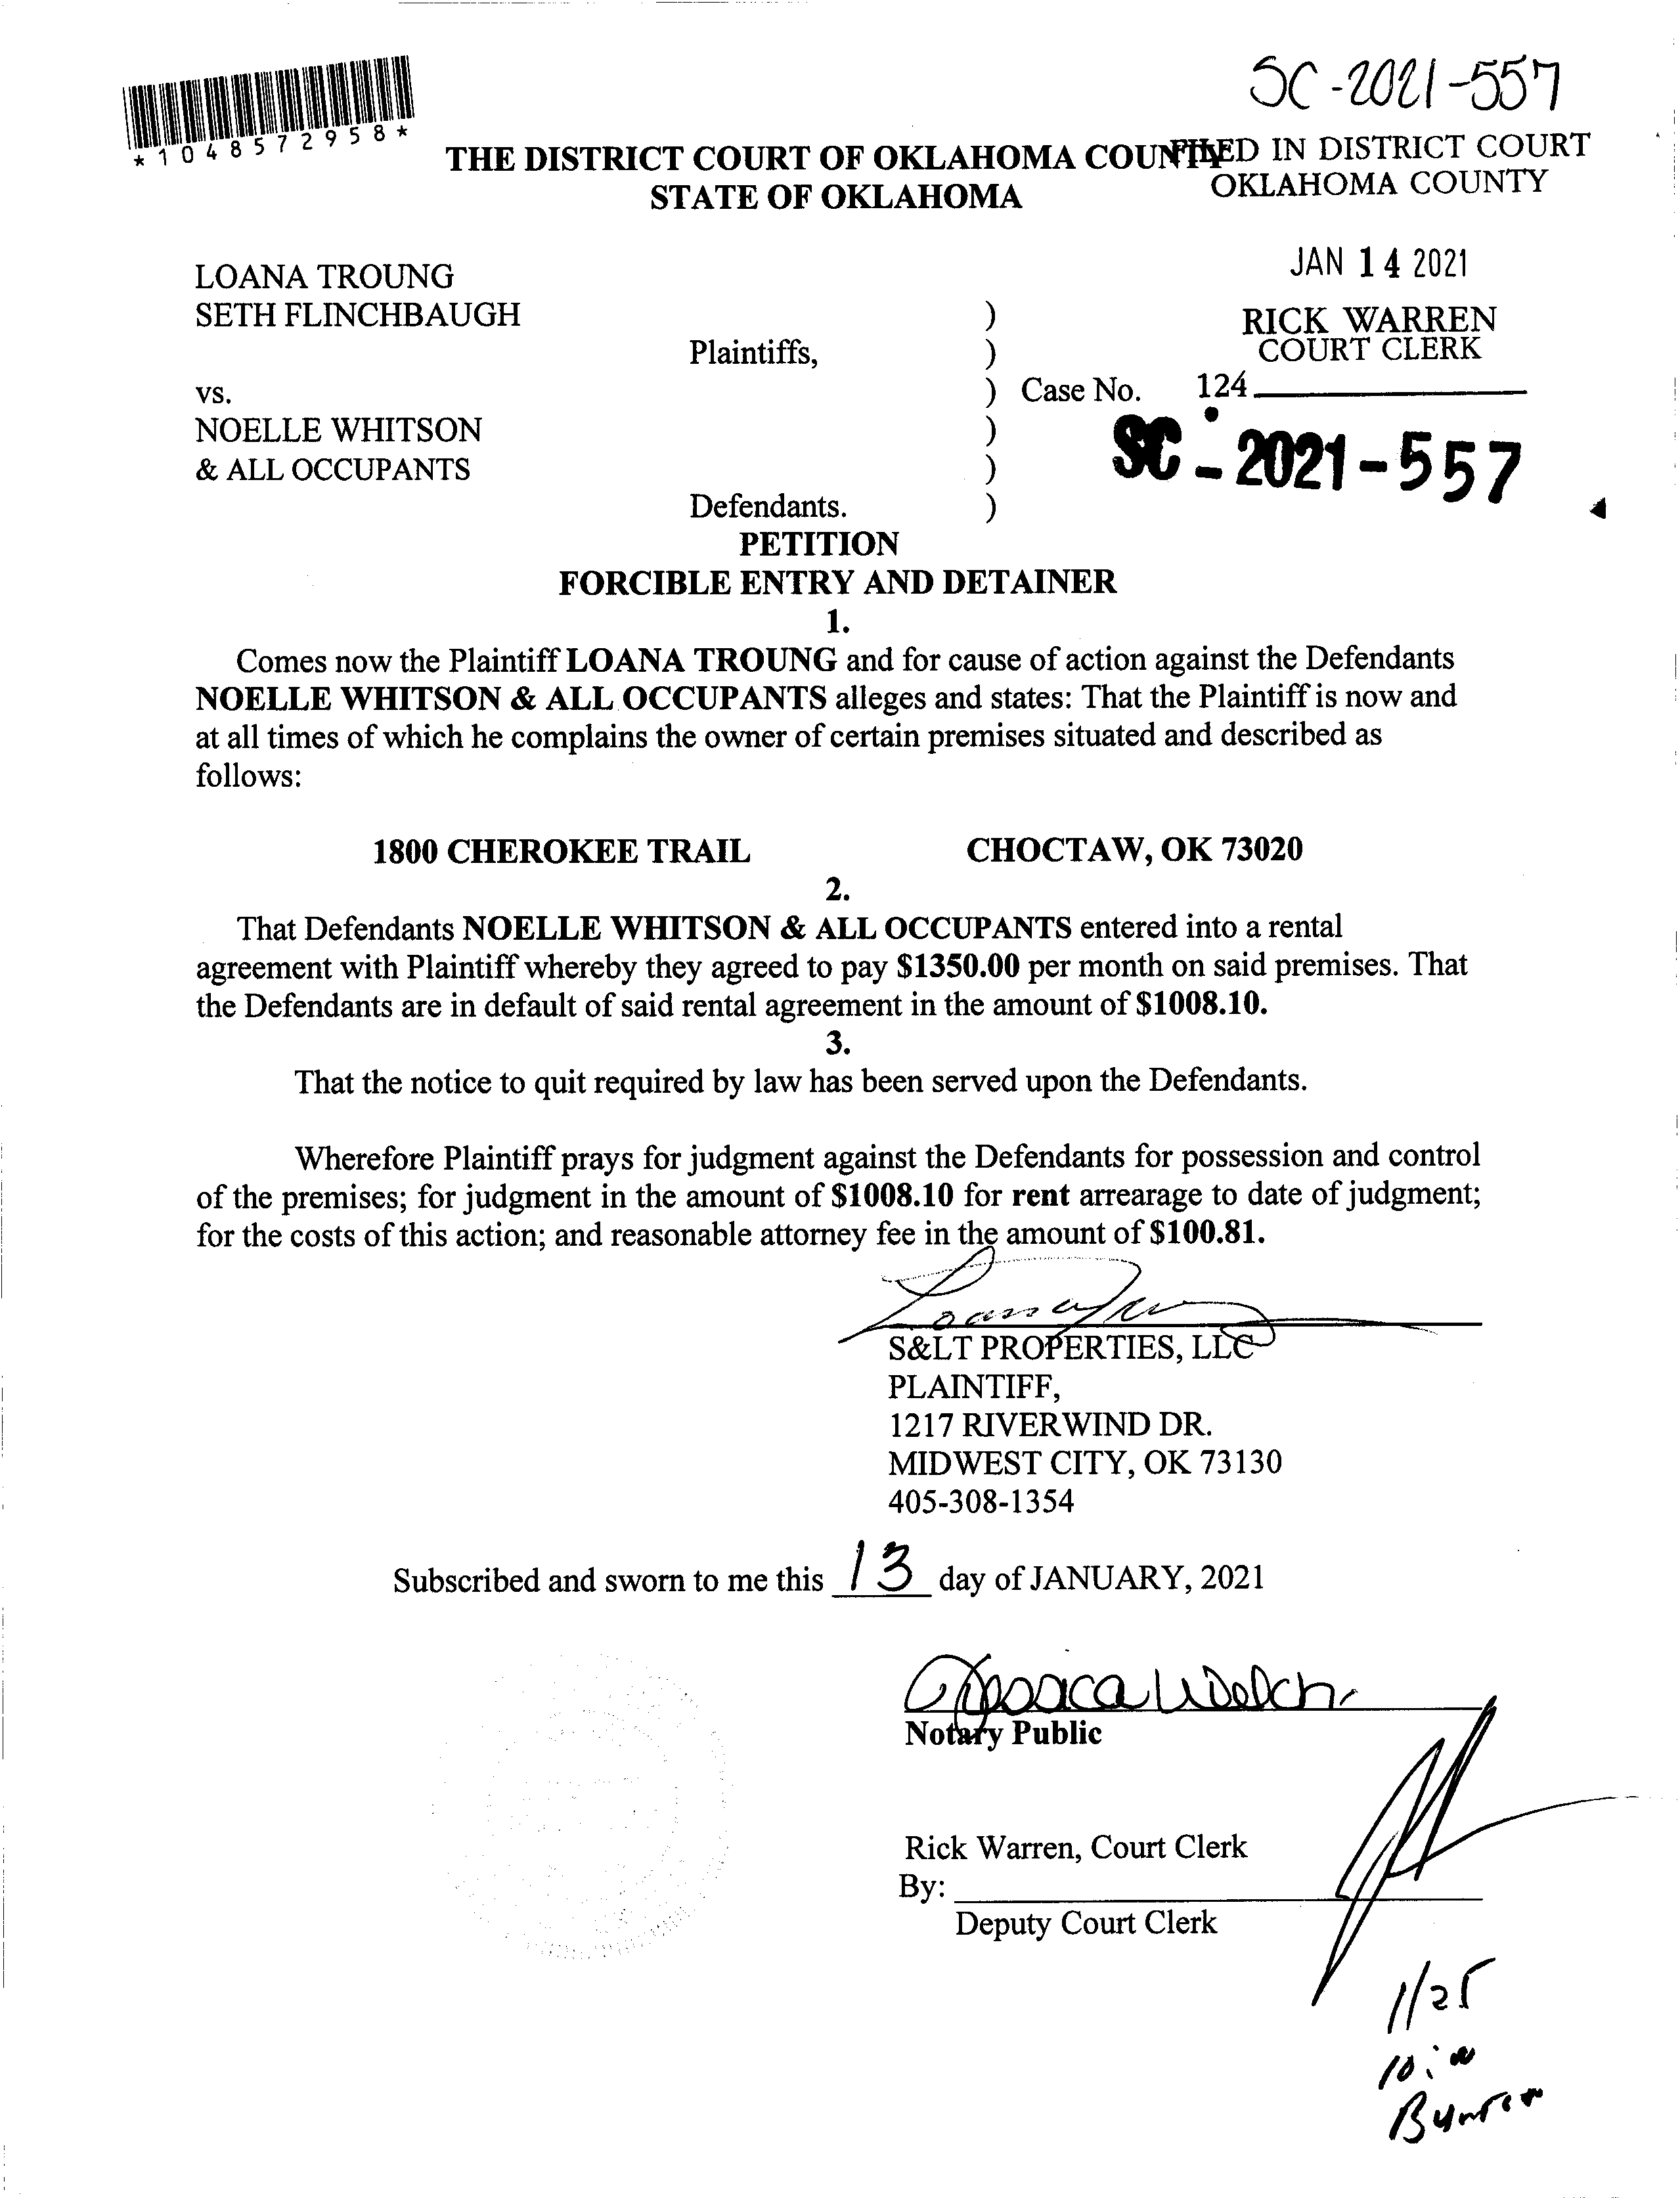 SC-2021-557
*1048572958*
THE DISTRICT COURT OF OKLAHOMA COUNTY
STATE OF OKLAHOMA
FILED IN DISTRICT COURT
OKLAHOMA COUNTY
JAN 14 2021
RICK WARREN
COURT CLERK
124
LOANA TROUNG
SETH FLINCHBAUGH )
Plaintiffs, )
vs. ) Case No.
NOELLE WHITSON )
& ALL OCCUPANTS )
Defendants. )
SC-2021-557
PETITION
FORCIBLE ENTRY AND DETAINER
1.
Comes now the Plaintiff LOANA TROUNG and for cause of action against the Defendants
NOELLE WHITSON & ALL OCCUPANTS alleges and states: That the Plaintiff is now and
at all times of which he complains the owner of certain premises situated and described as
follows:
1800 CHEROKEE TRAIL CHOCTAW, OK 73020
2.
That Defendants NOELLE WHITSON & ALL OCCUPANTS entered into a rental
agreement with Plaintiff whereby they agreed to pay $1350.00 per month on said premises. That
the Defendants are in default of said rental agreement in the amount of $1008.10.
3.
That the notice to quit required by law has been served upon the Defendants.
Wherefore Plaintiff prays for judgment against the Defendants for possession and control
of the premises; for judgment in the amount of $1008.10 for rent arrearage to date of judgment;
for the costs of this action; and reasonable attorney fee in the amount of $100.81.
S&LT PROPERTIES, LLC
PLAINTIFF,
1217 RIVERWIND DR.
MIDWEST CITY, OK 73130
405-308-1354
Subscribed and sworn to me this 13 day of JANUARY, 2021
Jessica Welch
Notary Public
Rick Warren, Court Clerk
By:
Deputy Court Clerk
1/25